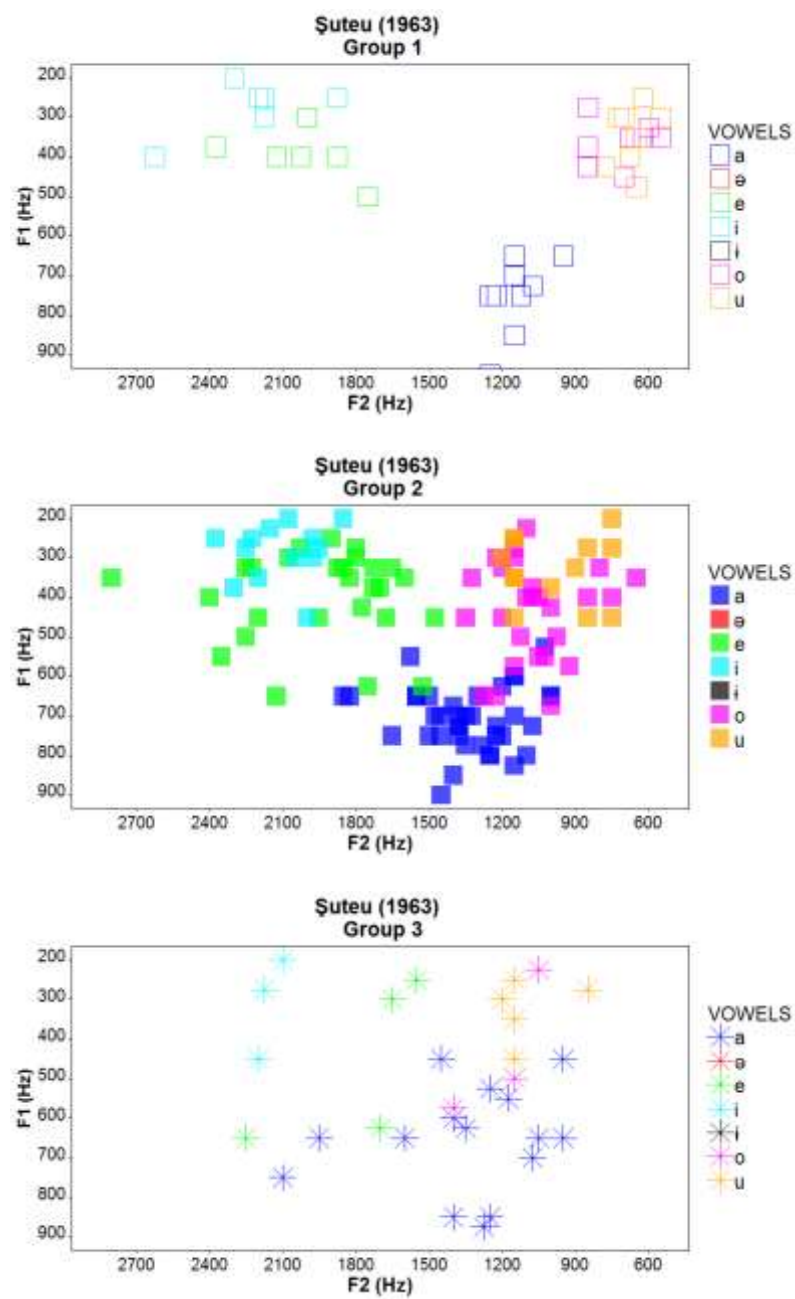 Şuteu (1963)
Group 1
200
300
400
500
600
700
800
900
F1 (Hz)
2700 2400 2100 1800 1500 1200 900 600
F2 (Hz)
VOWELS
a
ə
e
i
ɨ
o
u
Şuteu (1963)
Group 2
200
300
400
500
600
700
800
900
F1 (Hz)
2700 2400 2100 1800 1500 1200 900 600
F2 (Hz)
VOWELS
a
ə
e
i
ɨ
o
u
Şuteu (1963)
Group 3
200
300
400
500
600
700
800
900
F1 (Hz)
2700 2400 2100 1800 1500 1200 900 600
F2 (Hz)
VOWELS
a
ə
e
i
ɨ
o
u